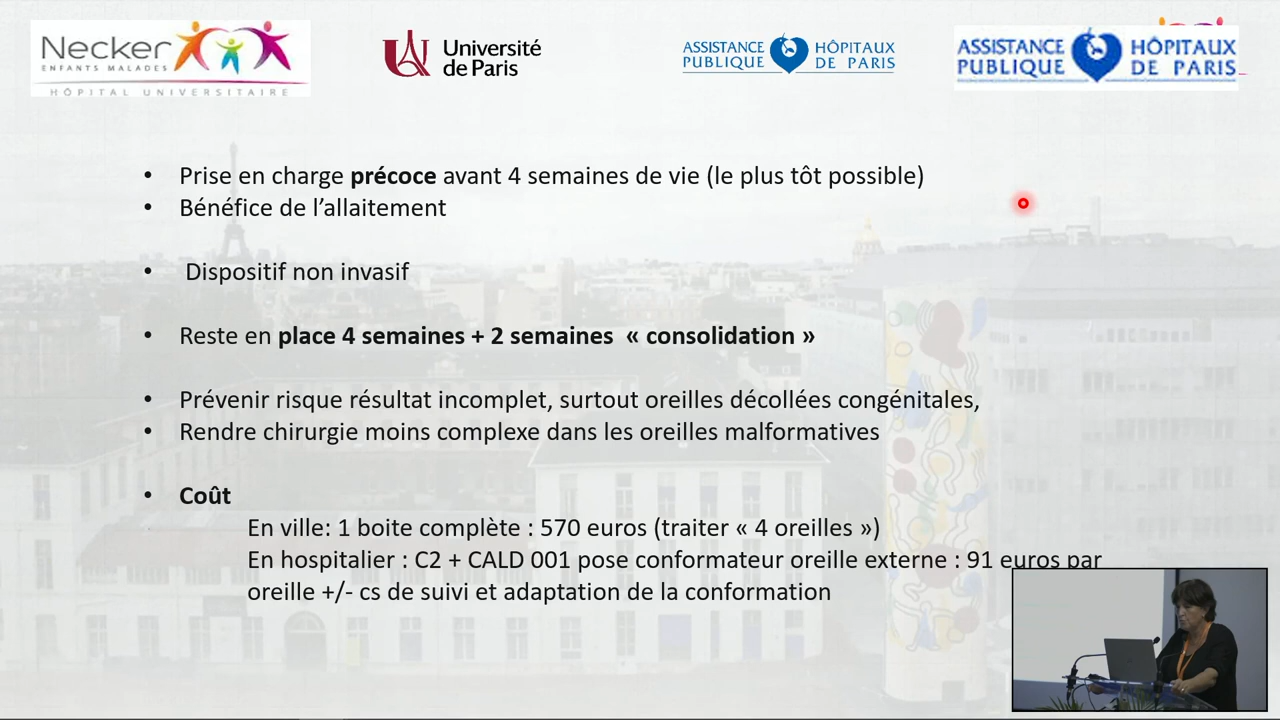 Necker
ENFANTS MALADES
HÔPITAL UNIVERSITAIRE
Université
de Paris
ASSISTANCE HÔPITAUX
PUBLIQUE DE PARIS
ASSISTANCE HÔPITAUX
PUBLIQUE DE PARIS
• Prise en charge précoce avant 4 semaines de vie (le plus tôt possible)
• Bénéfice de l’allaitement
• Dispositif non invasif
• Reste en place 4 semaines + 2 semaines « consolidation »
• Prévenir risque résultat incomplet, surtout oreilles décollées congénitales,
• Rendre chirurgie moins complexe dans les oreilles malformatives
• Coût
En ville: 1 boite complète : 570 euros (traiter « 4 oreilles »)
En hospitalier : C2 + CALD 001 pose conformateur oreille externe : 91 euros par
oreille +/- cs de suivi et adaptation de la conformation